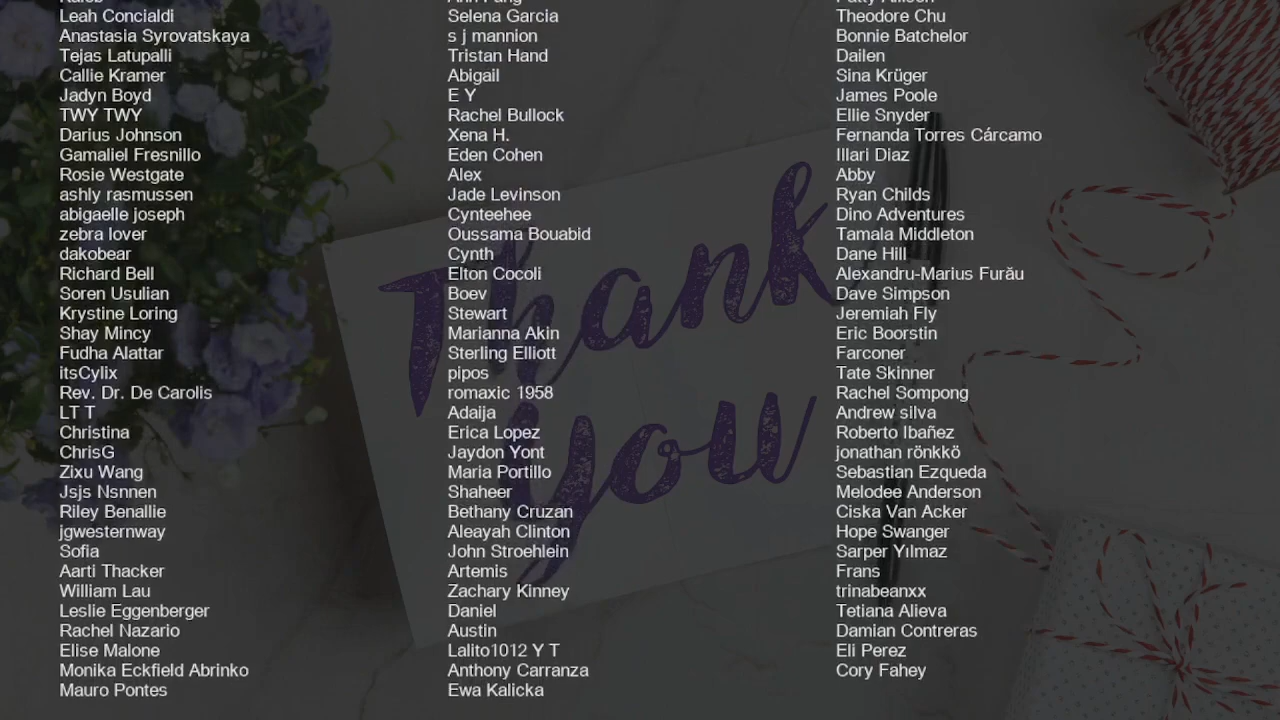 Leah Concialdi
Anastasia Syrovatskaya
Tejas Latupalli
Callie Kramer
Jadyn Boyd
TWY TWY
Darius Johnson
Gamaliel Fresnillo
Rosie Westgate
ashly rasmussen
abigaelle joseph
zebra lover
dakobear
Richard Bell
Soren Usulian
Krystine Loring
Shay Mincy
Fudha Alattar
itsCylix
Rev. Dr. De Carolis
LT T
Christina
ChrisG
Zixu Wang
Jsjs Nsnnen
Riley Benallie
jgwesternway
Sofia
Aarti Thacker
William Lau
Leslie Eggenberger
Rachel Nazario
Elise Malone
Monika Eckfield Abrinko
Mauro Pontes
Selena Garcia
s j mannion
Tristan Hand
Abigail
E Y
Rachel Bullock
Xena H.
Eden Cohen
Alex
Jade Levinson
Cynteehee
Oussama Bouabid
Cynth
Elton Cocoli
Boev
Stewart
Marianna Akin
Sterling Elliott
pipos
romaxic 1958
Adaija
Erica Lopez
Jaydon Yont
Maria Portillo
Shaheer
Bethany Cruzan
Aleayah Clinton
John Stroehlein
Artemis
Zachary Kinney
Daniel
Austin
Lalito1012 Y T
Anthony Carranza
Ewa Kalicka
Theodore Chu
Bonnie Batchelor
Dailen
Sina Krüger
James Poole
Ellie Snyder
Fernanda Torres Cárcamo
Illari Diaz
Abby
Ryan Childs
Dino Adventures
Tamala Middleton
Dane Hill
Alexandru-Marius Furău
Dave Simpson
Jeremiah Fly
Eric Boorstin
Farconer
Tate Skinner
Rachel Sompong
Andrew silva
Roberto Ibañez
jonathan rönkkö
Sebastian Ezqueda
Melodee Anderson
Ciska Van Acker
Hope Swanger
Sarper Yılmaz
Frans
trinabeanxx
Tetiana Alieva
Damian Contreras
Eli Perez
Cory Fahey
Thank
you